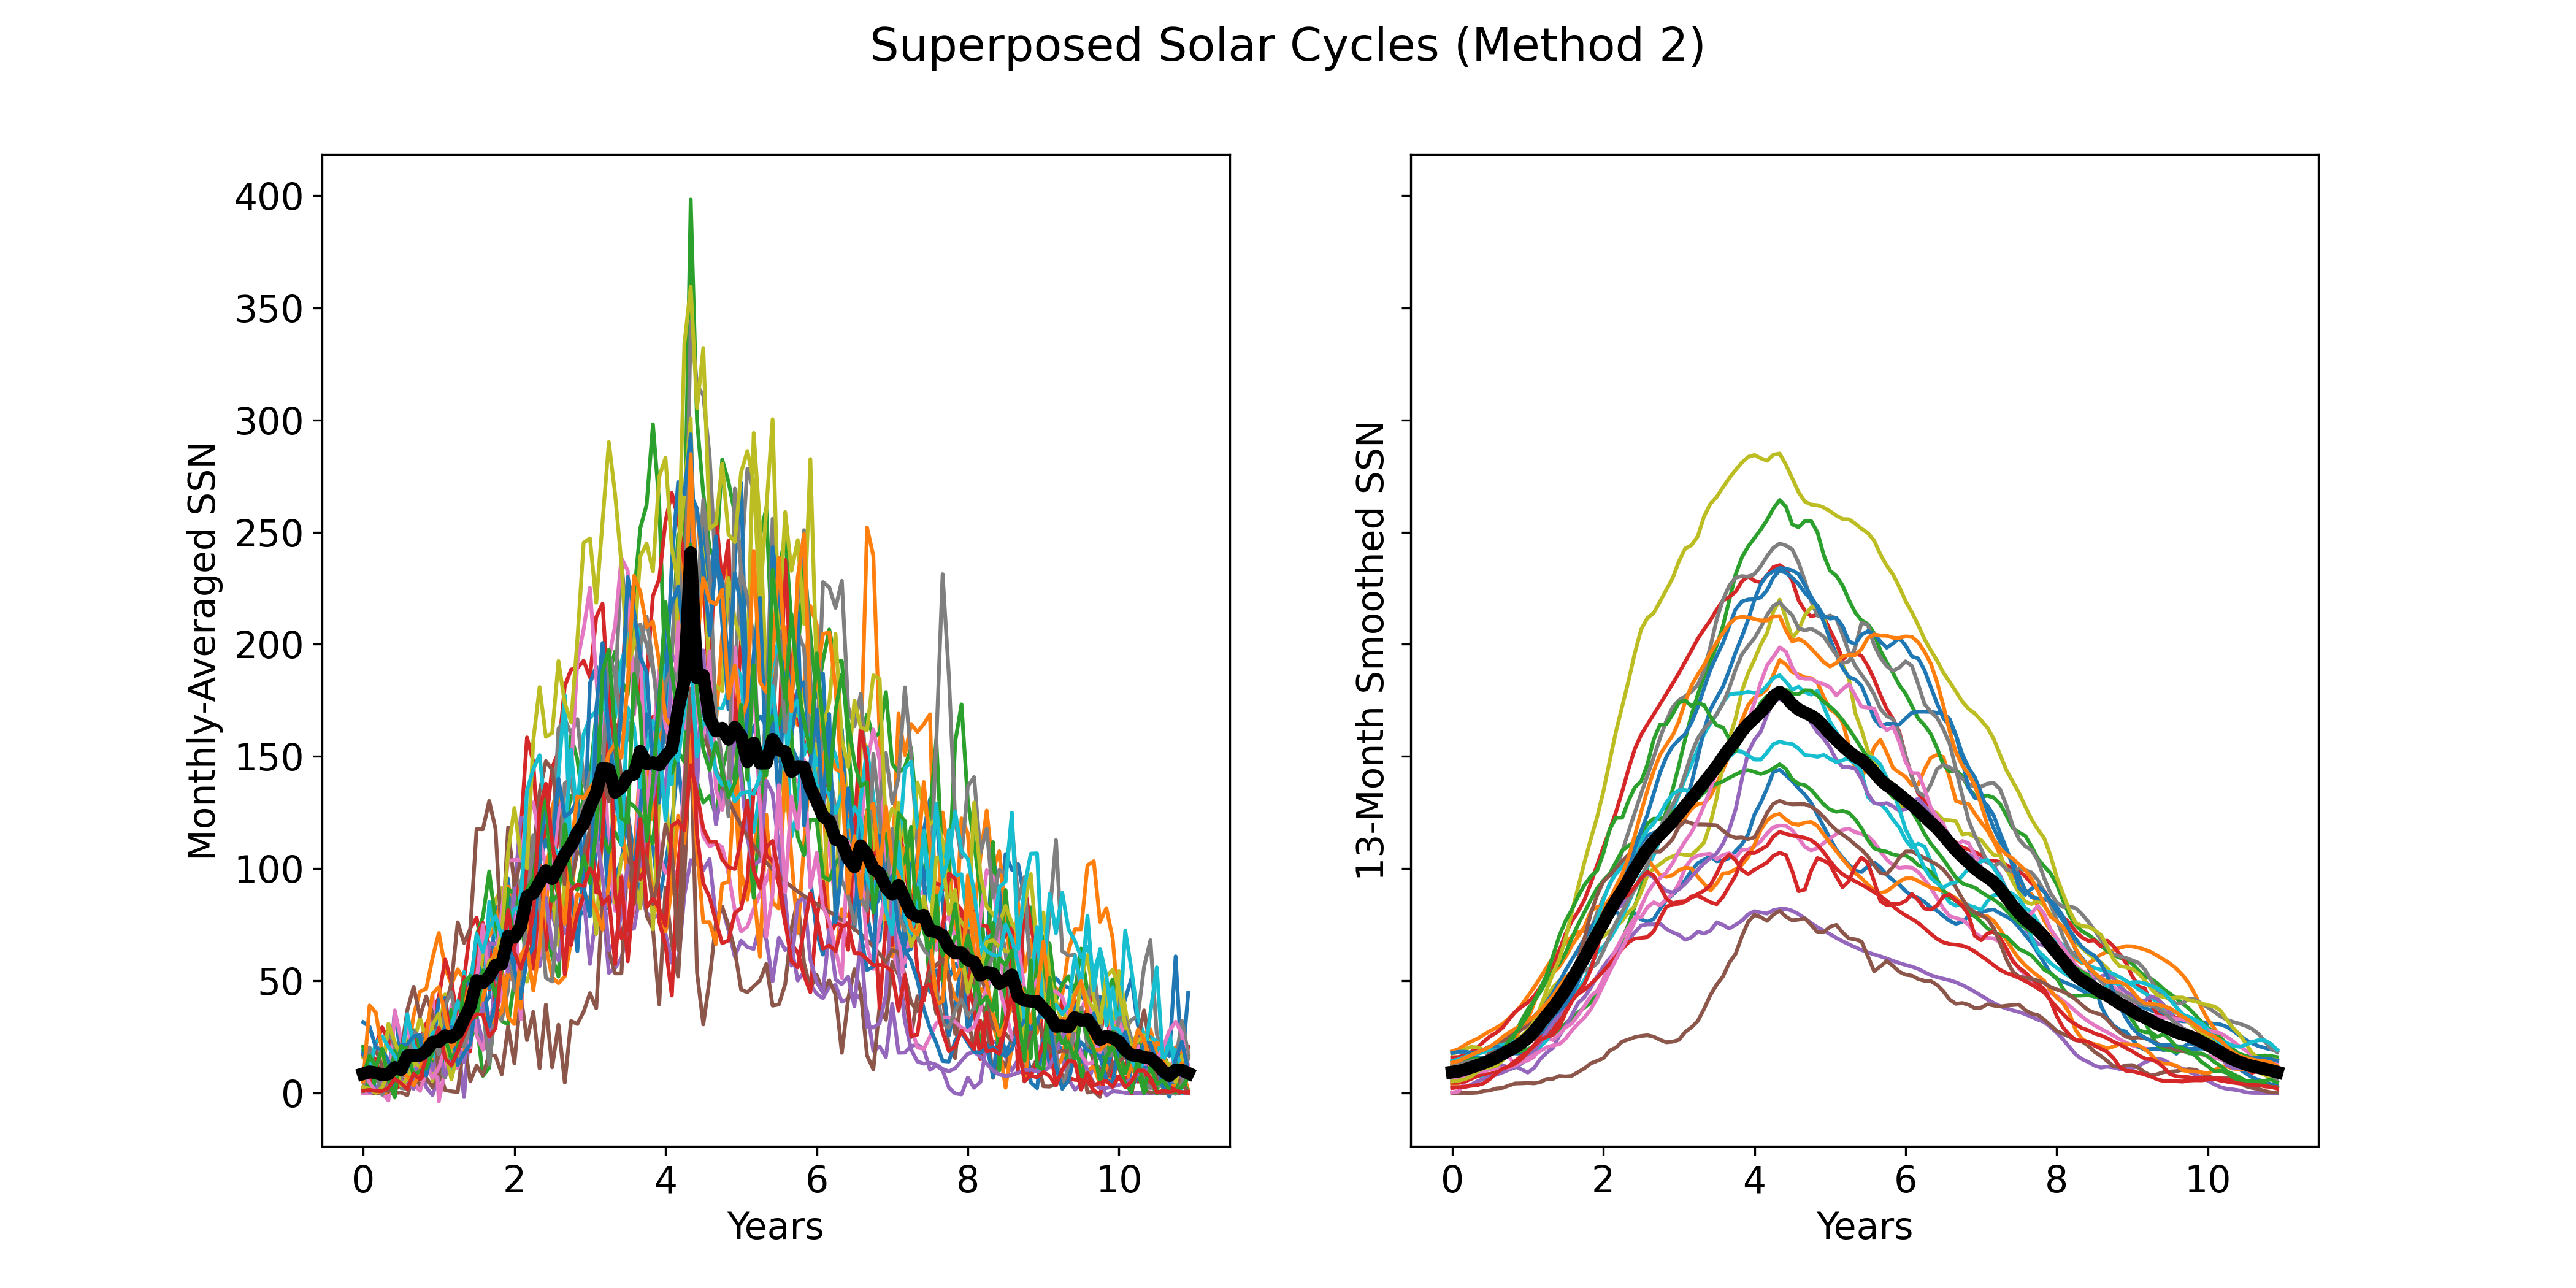 Superposed Solar Cycles (Method 2)
Monthly-Averaged SSN
400
350
300
250
200
150
100
50
0
0 2 4 6 8 10
Years
13-Month Smoothed SSN
0 2 4 6 8 10
Years